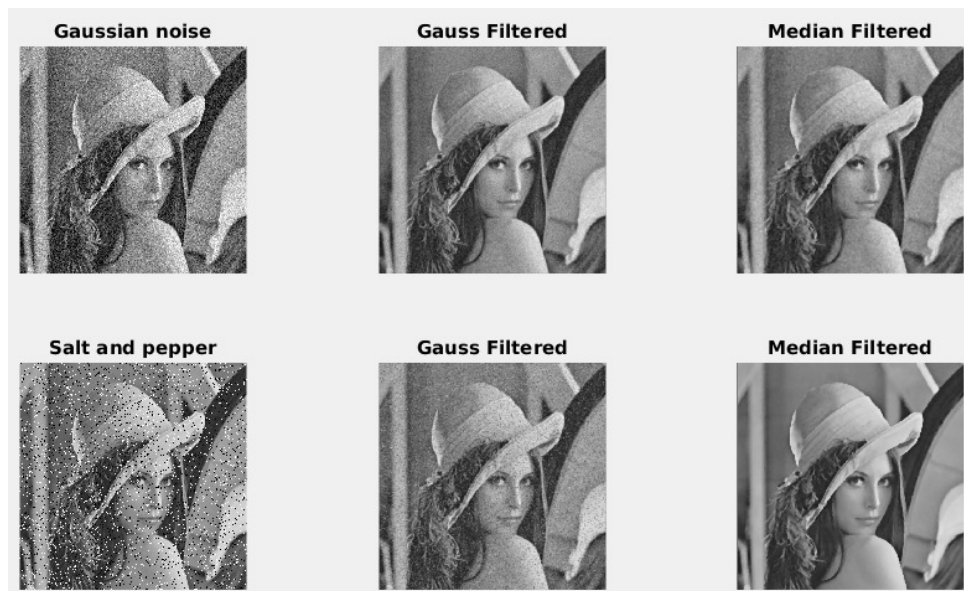 Gaussian noise
Gauss Filtered
Median Filtered
Salt and pepper
Gauss Filtered
Median Filtered